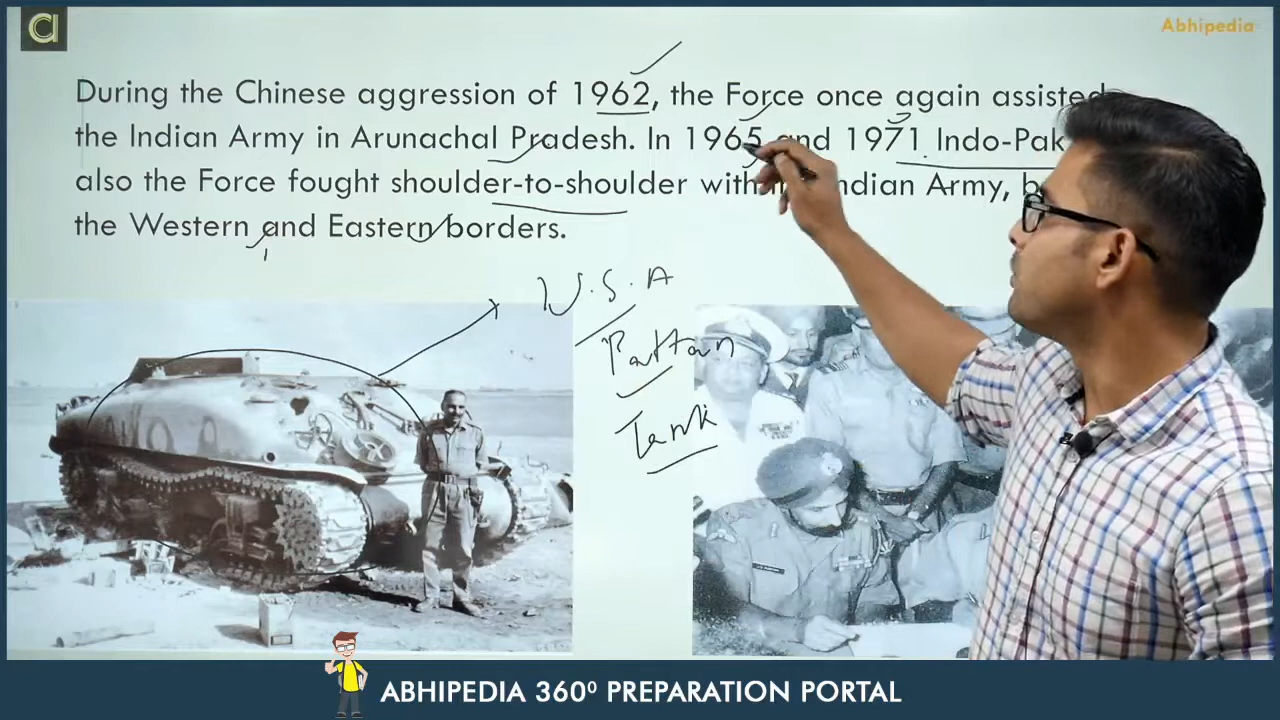 a
Abhipedia
During the Chinese aggression of 1962, the Force once again assisted
the Indian Army in Arunachal Pradesh. In 1965 and 1971 Indo-Pak
also the Force fought shoulder-to-shoulder with Indian Army,
the Western and Eastern borders.
U.S.A
Pattan
Tank
ABHIPEDIA 360⁰ PREPARATION PORTAL